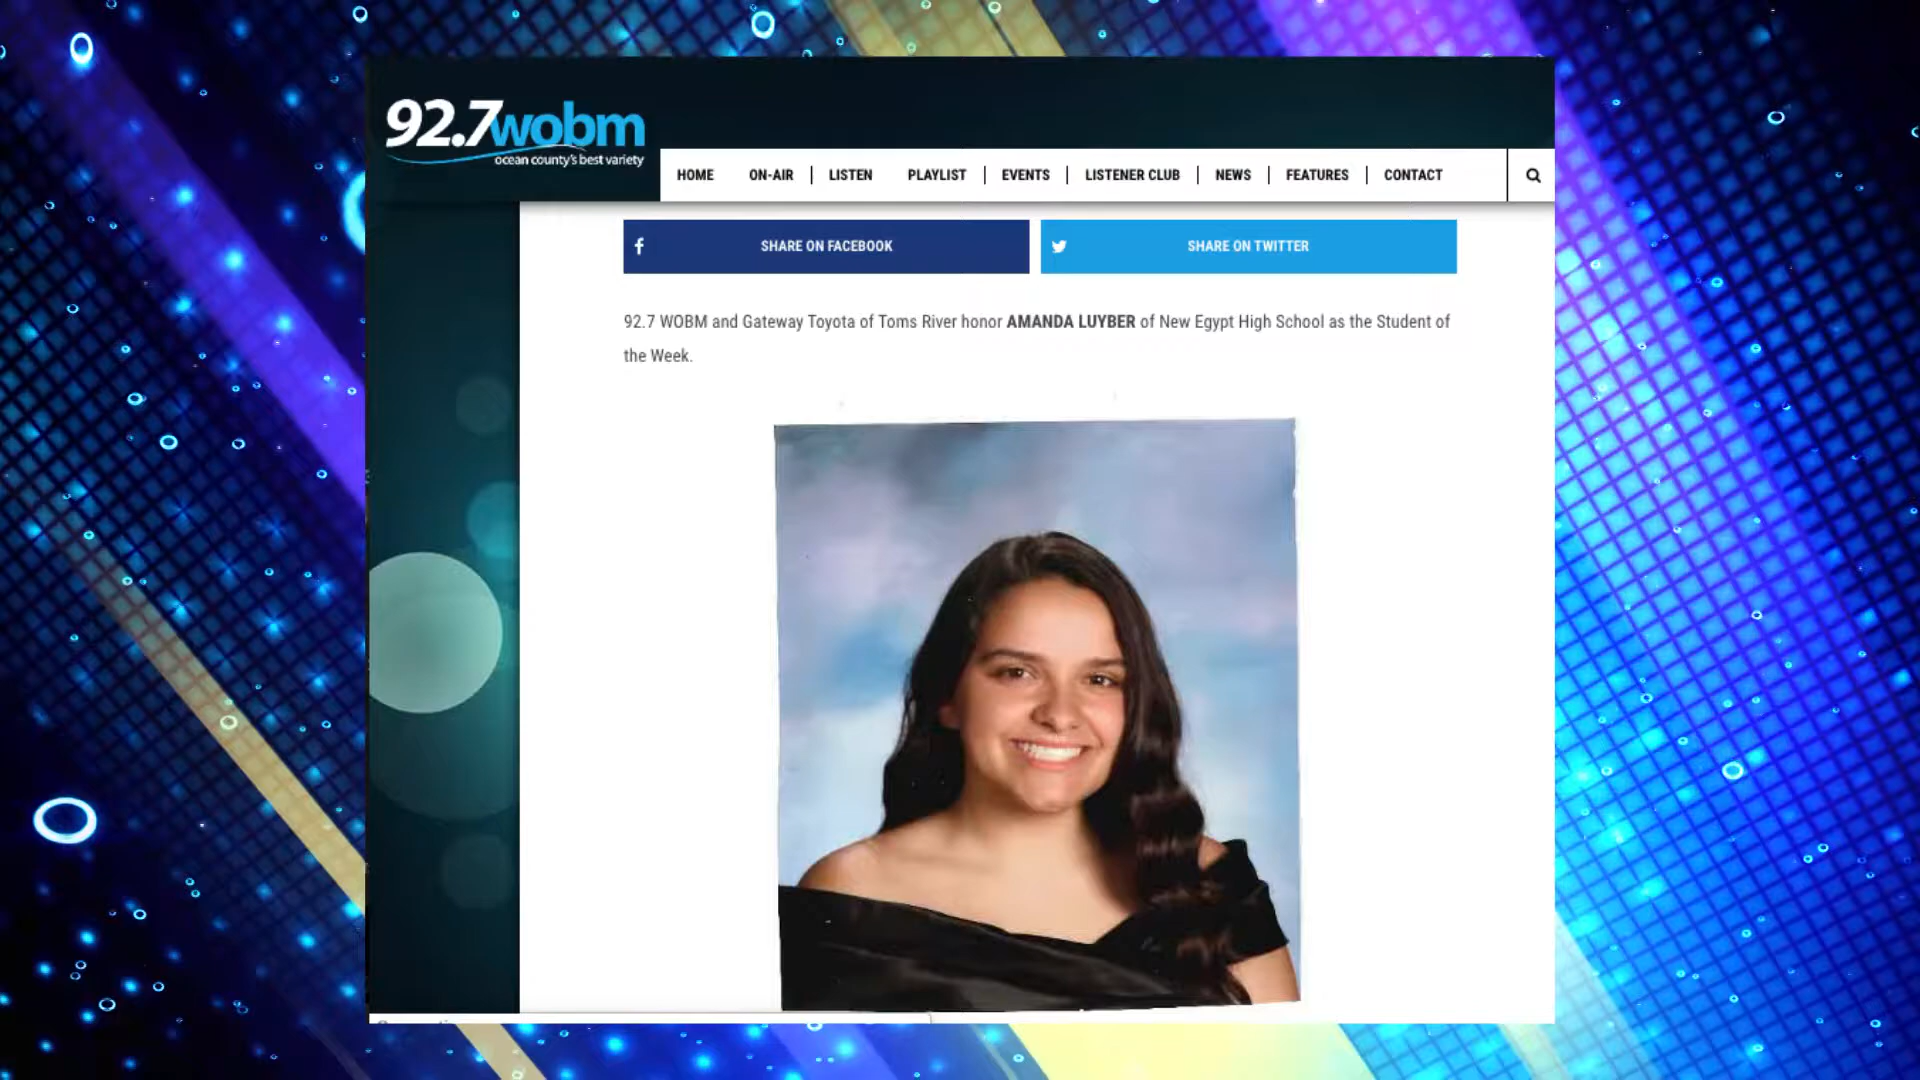 92.7 wobm
ocean county's best variety
HOME ON-AIR LISTEN PLAYLIST EVENTS LISTENER CLUB NEWS FEATURES CONTACT
SHARE ON FACEBOOK SHARE ON TWITTER
92.7 WOBM and Gateway Toyota of Toms River honor AMANDA LUYBER of New Egypt High School as the Student of
the Week.